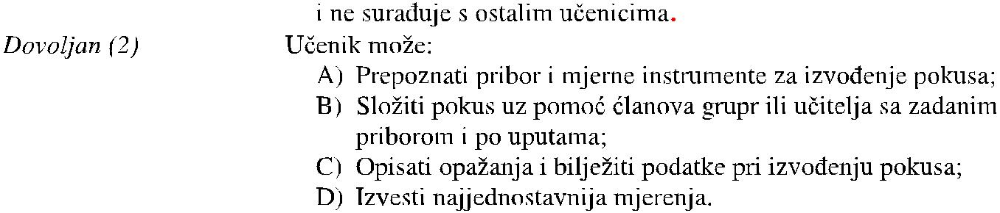 i ne surađuje s ostalim učenicima.
Dovoljan (2) Učenik može:
A) Prepoznati pribor i mjerne instrumente za izvođenje pokusa;
B) Složiti pokus uz pomoć ćlanova grupr ili učitelja sa zadanim
priborom i po uputama;
C) Opisati opažanja i bilježiti podatke pri izvođenju pokusa;
D) Izvesti najjednostavnija mjerenja.